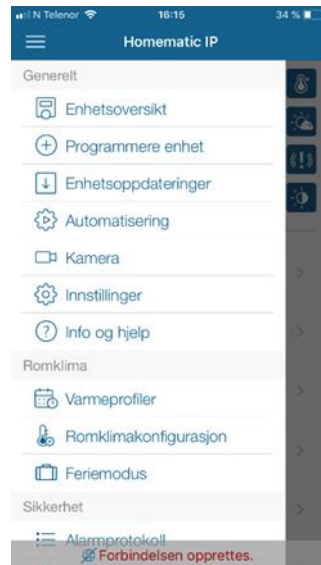 N Telenor 16:15 34 %
Homematic IP
Generelt
Enhetsoversikt
Programmere enhet
Enhetsoppdateringer
Automatisering
Kamera
Innstillinger
Info og hjelp
Romklima
Varmeprofiler
Romklimakonfigurasjon
Feriemodus
Sikkerhet
Alarmprotokoll
Forbindelsen opprettes.